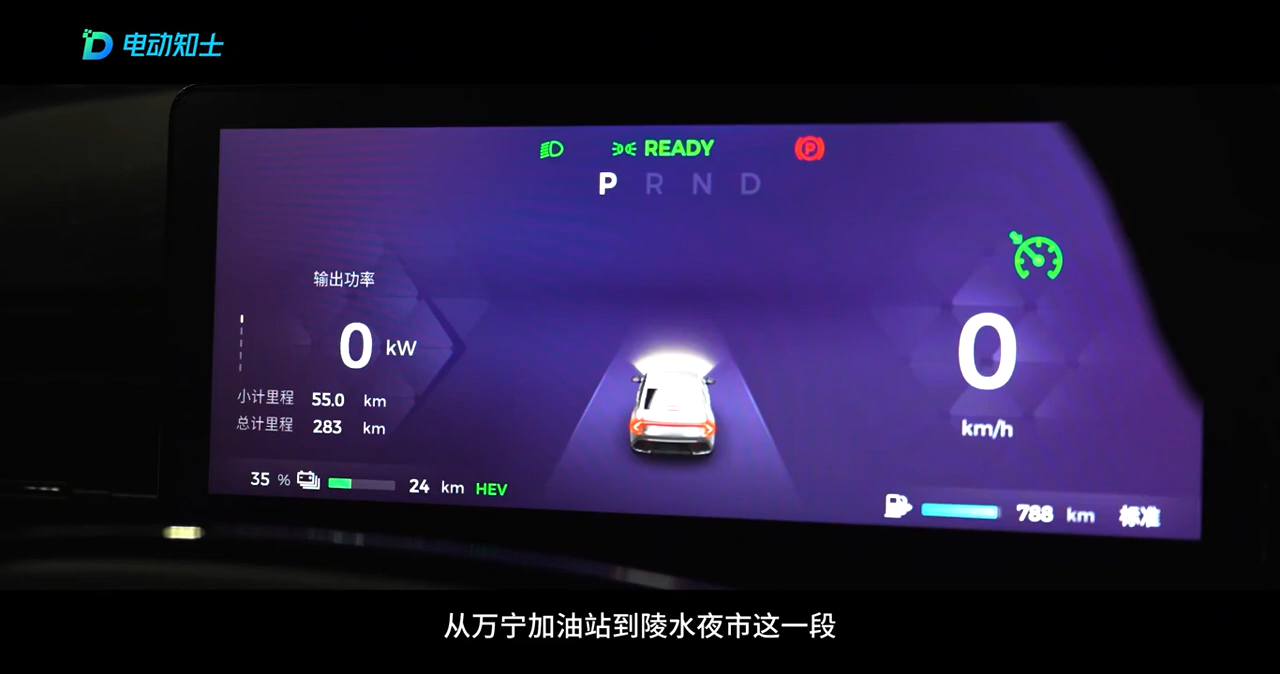 电动知士
READY
P
P R N D
输出功率
0 kW
小计里程 55.0 km
总计里程 283 km
35 % 24 km HEV
0
km/h
788 km 标准
从万宁加油站到陵水夜市这一段